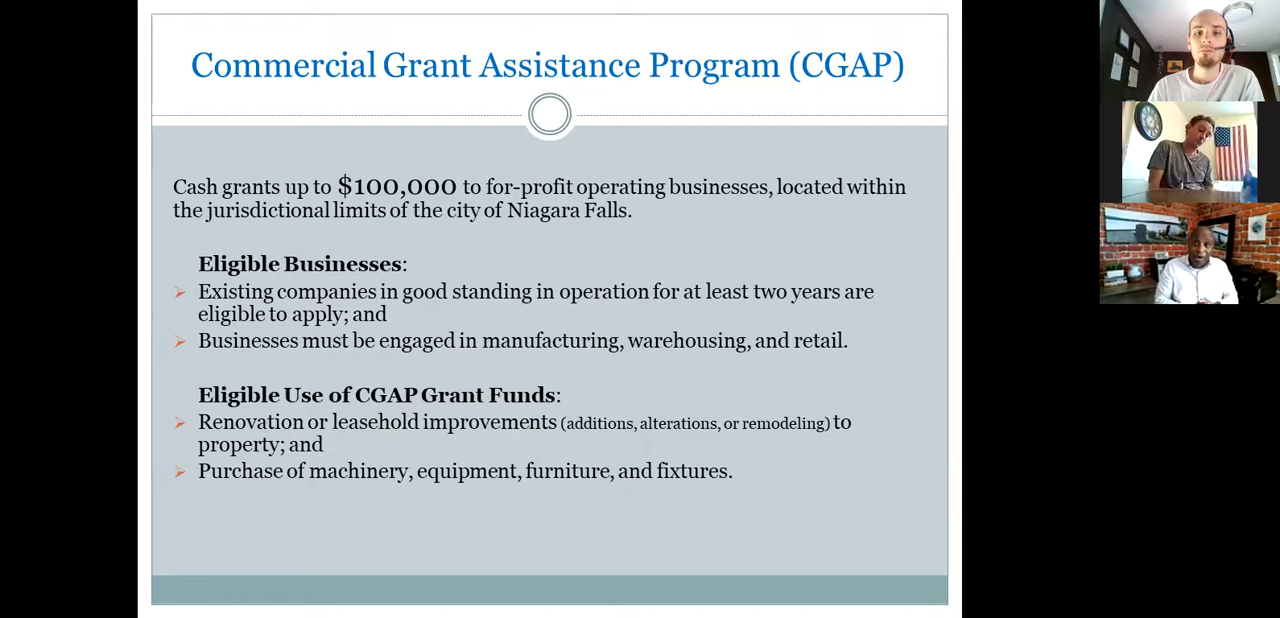 Commercial Grant Assistance Program (CGAP)
Cash grants up to $100,000 to for-profit operating businesses, located within
the jurisdictional limits of the city of Niagara Falls.
Eligible Businesses:
Existing companies in good standing in operation for at least two years are
eligible to apply; and
Businesses must be engaged in manufacturing, warehousing, and retail.
Eligible Use of CGAP Grant Funds:
Renovation or leasehold improvements (additions, alterations, or remodeling) to
property; and
Purchase of machinery, equipment, furniture, and fixtures.